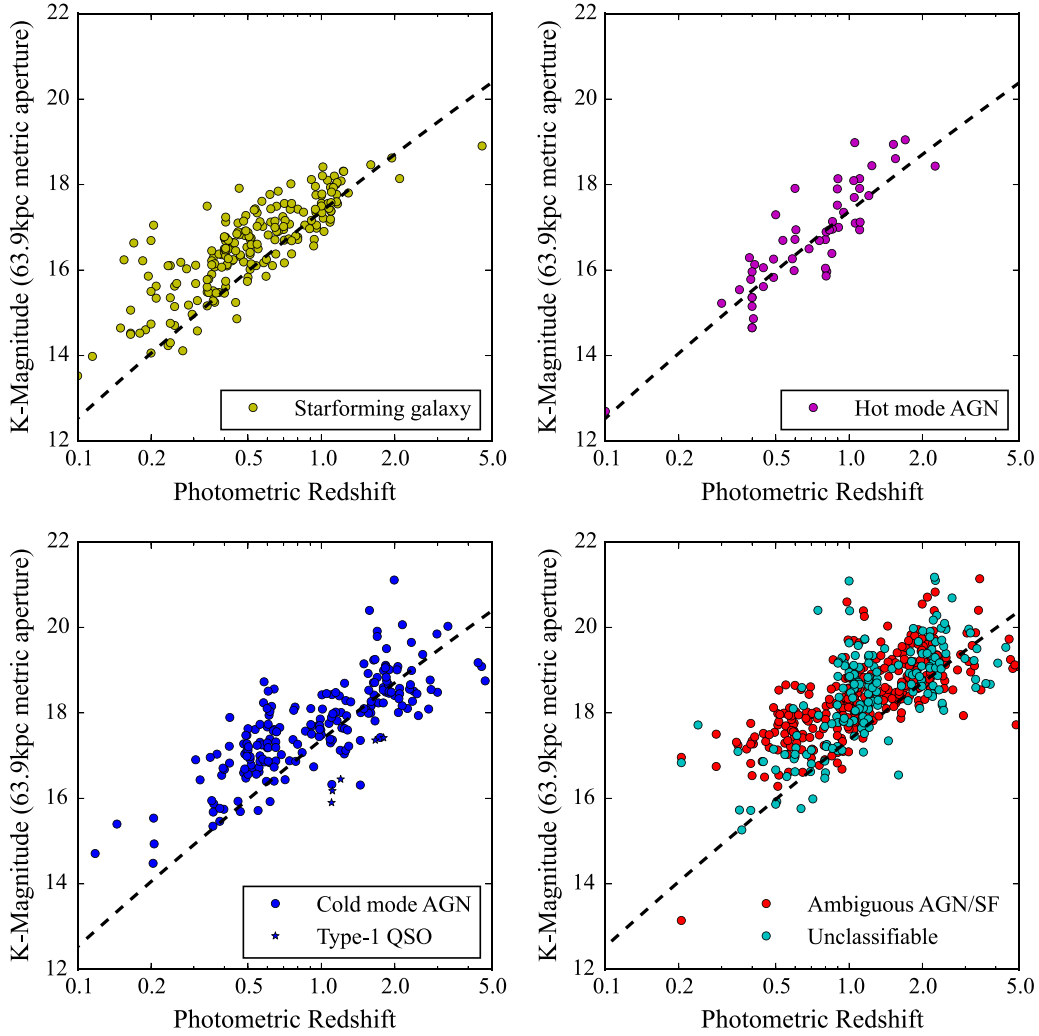 22
20
18
16
14
12
K-Magnitude (63.9kpc metric aperture)
Starforming galaxy
0.1 0.2 0.5 1.0 2.0 5.0
Photometric Redshift
22
20
18
16
14
12
K-Magnitude (63.9kpc metric aperture)
Hot mode AGN
0.1 0.2 0.5 1.0 2.0 5.0
Photometric Redshift
22
20
18
16
14
12
K-Magnitude (63.9kpc metric aperture)
Cold mode AGN
Type-1 QSO
0.1 0.2 0.5 1.0 2.0 5.0
Photometric Redshift
22
20
18
16
14
12
K-Magnitude (63.9kpc metric aperture)
Ambiguous AGN/SF
Unclassifiable
0.1 0.2 0.5 1.0 2.0 5.0
Photometric Redshift